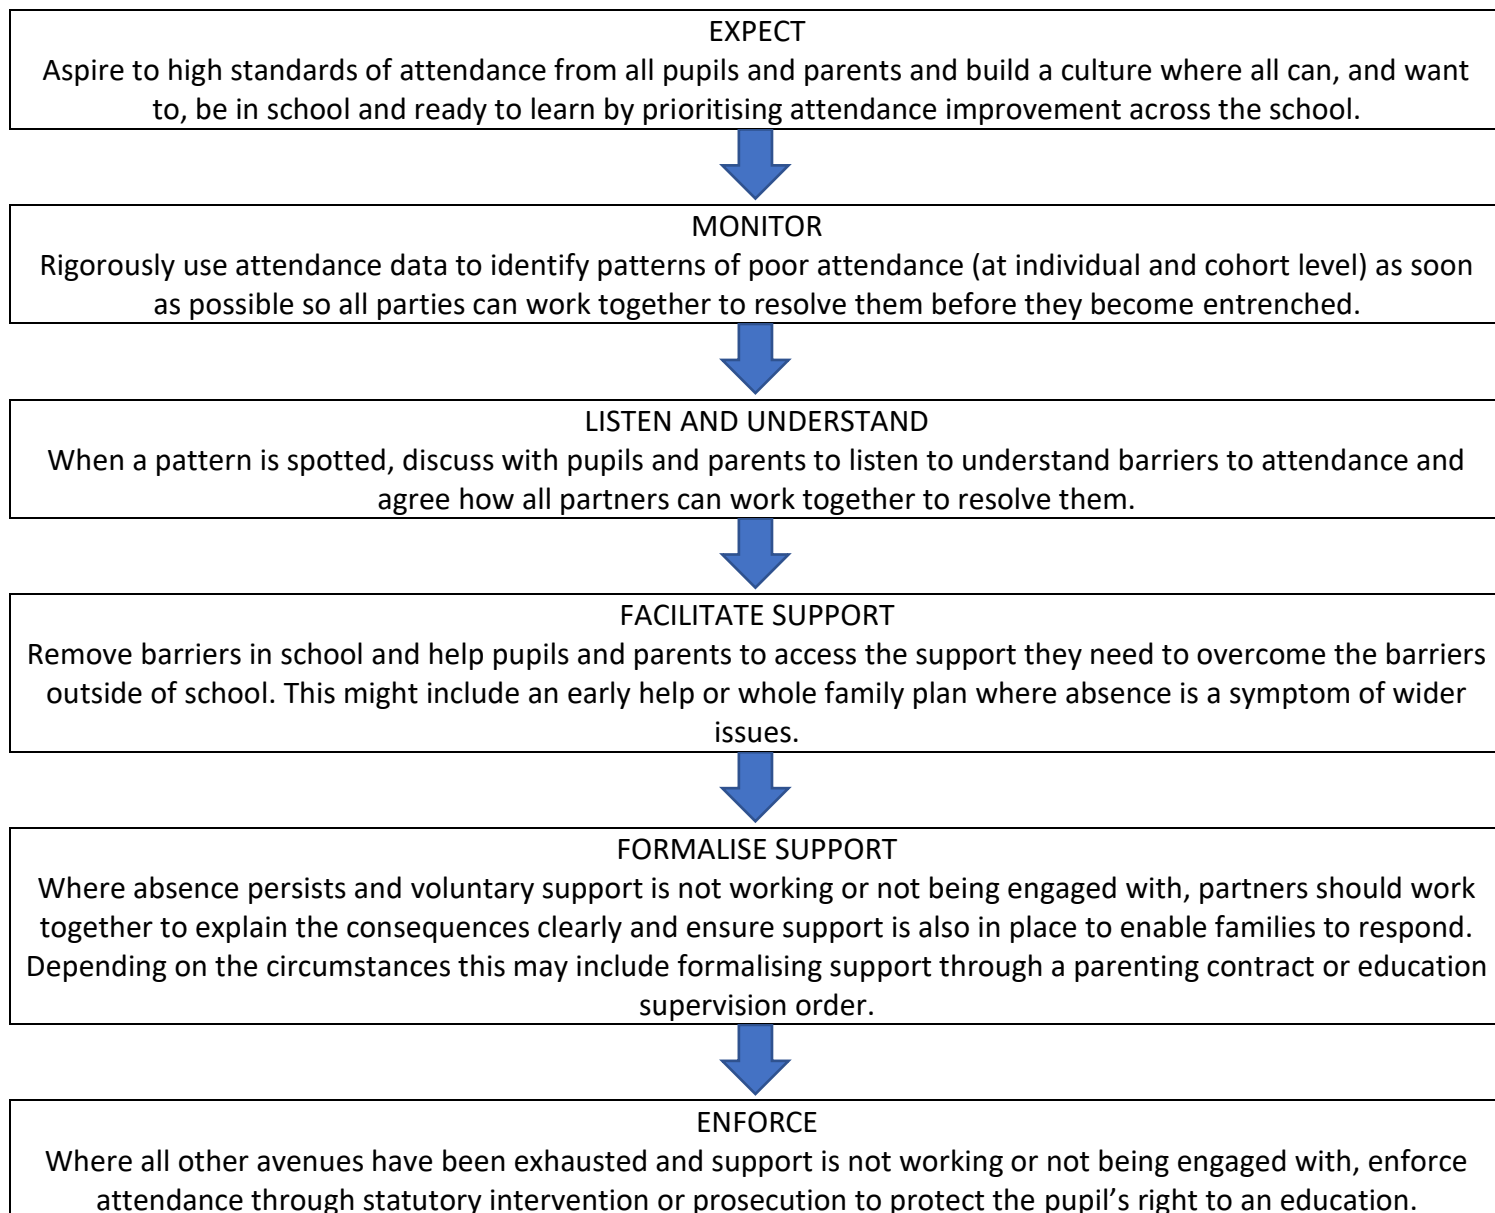 EXPECT
Aspire to high standards of attendance from all pupils and parents and build a culture where all can, and want
to, be in school and ready to learn by prioritising attendance improvement across the school.
MONITOR
Rigorously use attendance data to identify patterns of poor attendance (at individual and cohort level) as soon
as possible so all parties can work together to resolve them before they become entrenched.
LISTEN AND UNDERSTAND
When a pattern is spotted, discuss with pupils and parents to listen to understand barriers to attendance and
agree how all partners can work together to resolve them.
FACILITATE SUPPORT
Remove barriers in school and help pupils and parents to access the support they need to overcome the barriers
outside of school. This might include an early help or whole family plan where absence is a symptom of wider
issues.
FORMALISE SUPPORT
Where absence persists and voluntary support is not working or not being engaged with, partners should work
together to explain the consequences clearly and ensure support is also in place to enable families to respond.
Depending on the circumstances this may include formalising support through a parenting contract or education
supervision order.
ENFORCE
Where all other avenues have been exhausted and support is not working or not being engaged with, enforce
attendance through statutory intervention or prosecution to protect the pupil’s right to an education.